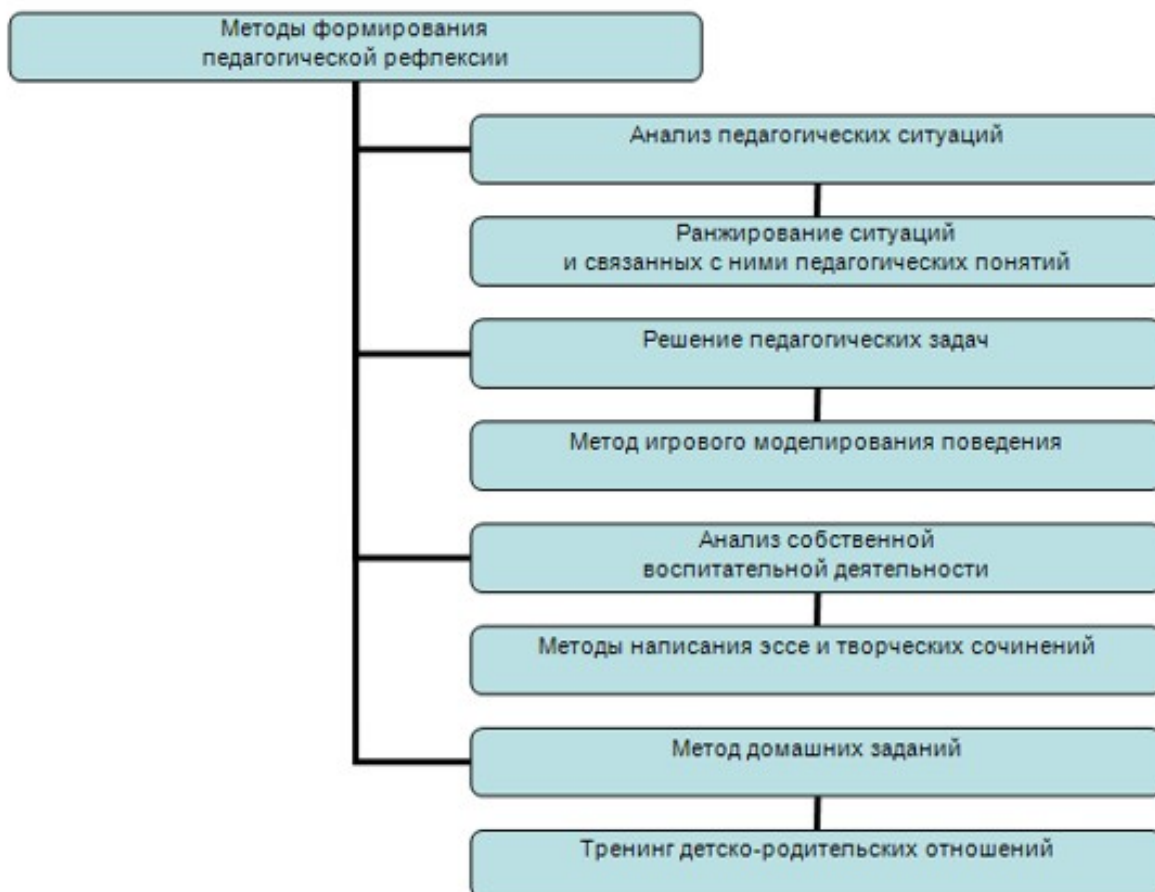 Методы формирования
педагогической рефлексии
Анализ педагогических ситуаций
Ранжирование ситуаций
и связанных с ними педагогических понятий
Решение педагогических задач
Метод игрового моделирования поведения
Анализ собственной
воспитательной деятельности
Методы написания эссе и творческих сочинений
Метод домашних заданий
Тренинг детско-родительских отношений